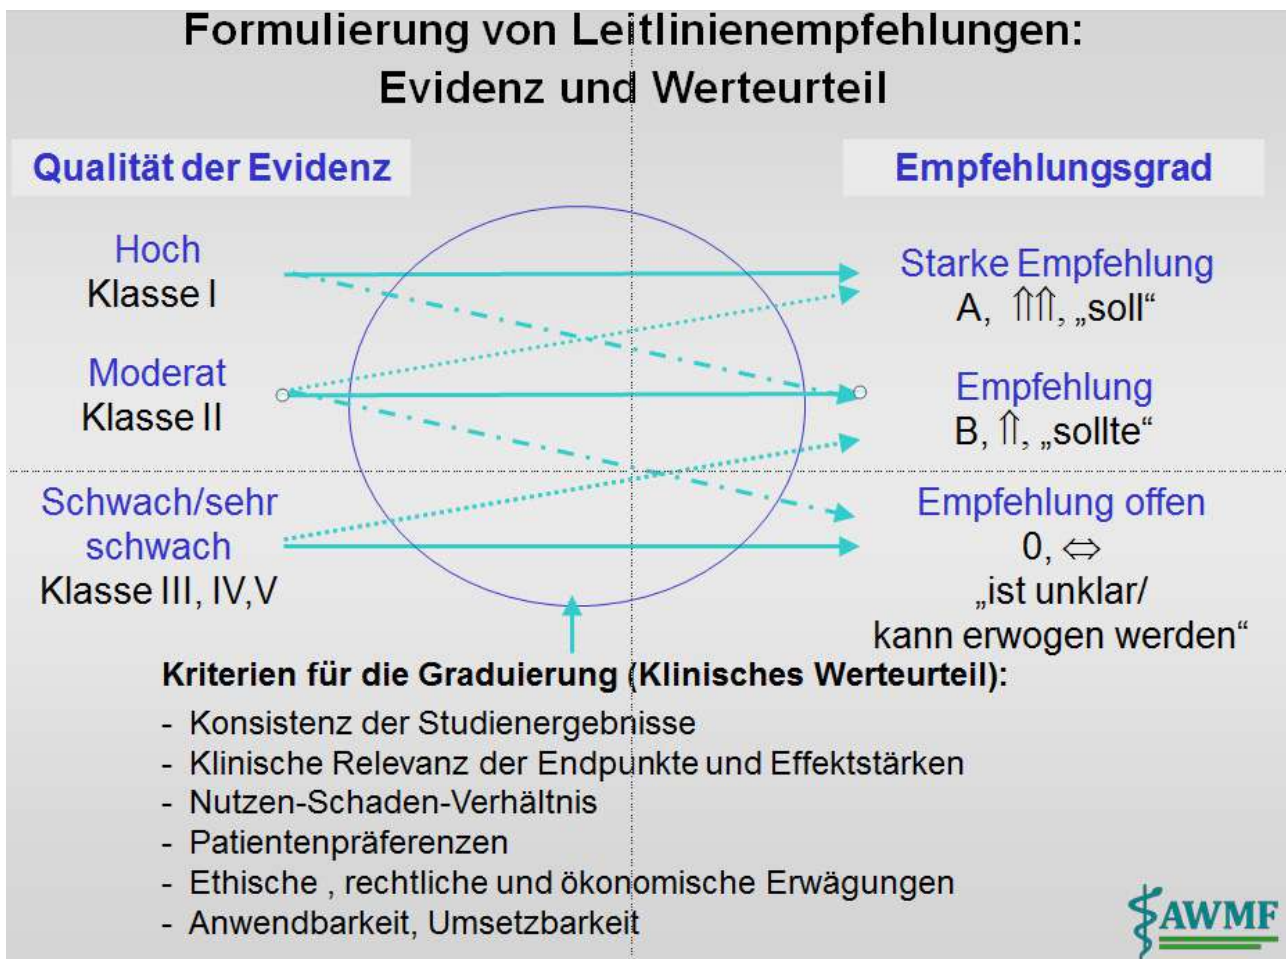 Formulierung von Leitlinienempfehlungen:
Evidenz und Werteurteil
Qualität der Evidenz
Empfehlungsgrad
Hoch
Klasse I
Starke Empfehlung
A, ⇑⇑, „soll“
Moderat
Klasse II
Empfehlung
B, ⇑, „sollte“
Schwach/sehr
schwach
Klasse III, IV,V
Empfehlung offen
0, ⇔
„ist unklar/
kann erwogen werden“
Kriterien für die Graduierung (Klinisches Werteurteil):
- Konsistenz der Studienergebnisse
- Klinische Relevanz der Endpunkte und Effektstärken
- Nutzen-Schaden-Verhältnis
- Patientenpräferenzen
- Ethische , rechtliche und ökonomische Erwägungen
- Anwendbarkeit, Umsetzbarkeit
AWMF